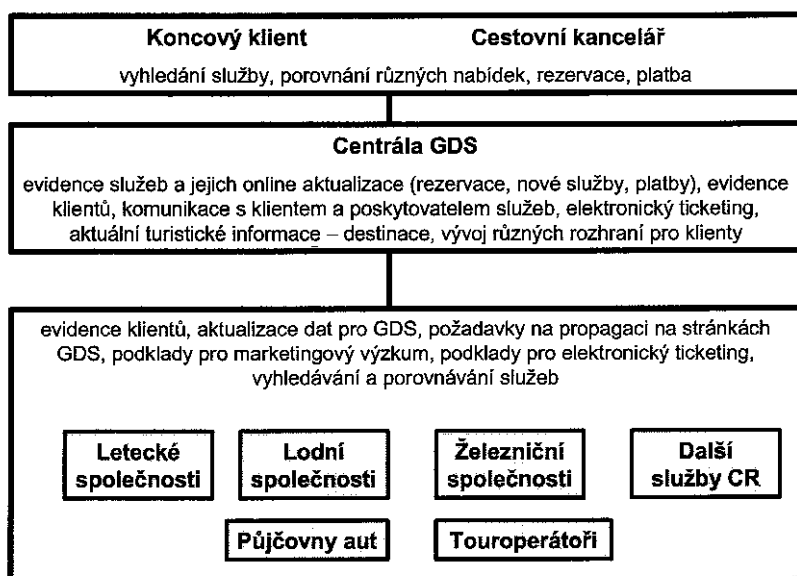 Koncový klient Cestovní kancelář
vyhledání služby, porovnání různých nabídek, rezervace, platba
Centrála GDS
evidence služeb a jejich online aktualizace (rezervace, nové služby, platby), evidence
klientů, komunikace s klientem a poskytovatelem služeb, elektronický ticketing,
aktuální turistické informace – destinace, vývoj různých rozhraní pro klienty
evidence klientů, aktualizace dat pro GDS, požadavky na propagaci na stránkách
GDS, podklady pro marketingový výzkum, podklady pro elektronický ticketing,
vyhledávání a porovnávání služeb
Letecké
společnosti
Lodní
společnosti
Železniční
společnosti
Další
služby CR
Půjčovny aut
Touroperátoři